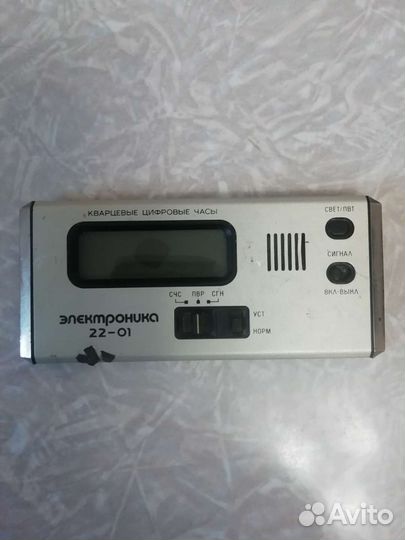 КВАРЦЕВЫЕ ЦИФРОВЫЕ ЧАСЫ
СВЕТ/ПВТ
СИГНАЛ
ВКЛ-ВЫКЛ
СЧС ПВР СГН
УСТ
НОРМ
ЭЛЕКТРОНИКА
22-01
Avito